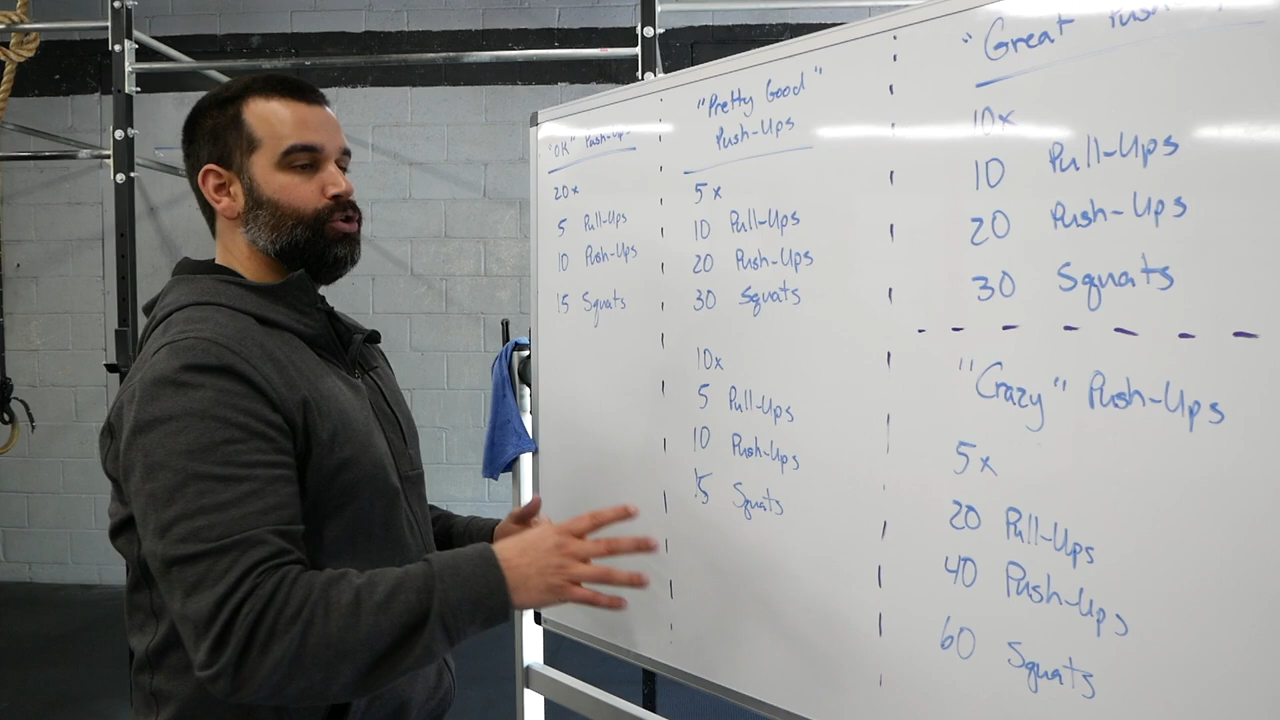 "OK" Push-Ups
20x
5 Pull-Ups
10 Push-Ups
15 Squats
"Pretty Good"
Push-Ups
5x
10 Pull-Ups
20 Push-Ups
30 Squats
10x
5 Pull-Ups
10 Push-Ups
15 Squats
"Great Push-
10x
10 Pull-Ups
20 Push-Ups
30 Squats
"Crazy" Push-Ups
5x
20 Pull-Ups
40 Push-Ups
60 Squats